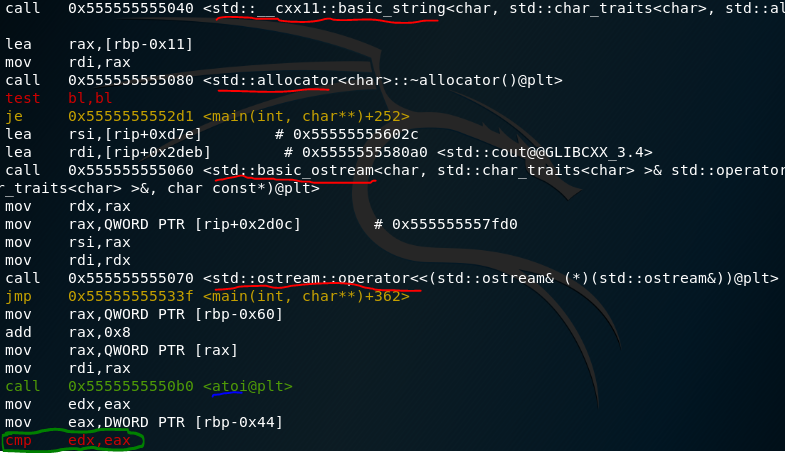 call 0x555555555040 <std::__cxx11::basic_string<char, std::char_traits<char>, std::al
lea rax,[rbp-0x11]
mov rdi,rax
call 0x555555555080 <std::allocator<char>::~allocator()@plt>
test bl,bl
je 0x5555555552d1 <main(int, char**)+252>
lea rsi,[rip+0xd7e] # 0x55555555602c
lea rdi,[rip+0x2deb] # 0x5555555580a0 <std::cout@@GLIBCXX_3.4>
call 0x555555555060 <std::basic_ostream<char, std::char_traits<char> >& std::operator
r_traits<char> >&, char const*)@plt>
mov rdx,rax
mov rax,QWORD PTR [rip+0x2d0c] # 0x555555557fd0
mov rsi,rax
mov rdi,rdx
call 0x555555555070 <std::ostream::operator<<(std::ostream& (*)(std::ostream&))@plt>
jmp 0x55555555533f <main(int, char**)+362>
mov rax,QWORD PTR [rbp-0x60]
add rax,0x8
mov rax,QWORD PTR [rax]
mov rdi,rax
call 0x5555555550b0 <atoi@plt>
mov edx,eax
mov eax,DWORD PTR [rbp-0x44]
cmp edx,eax